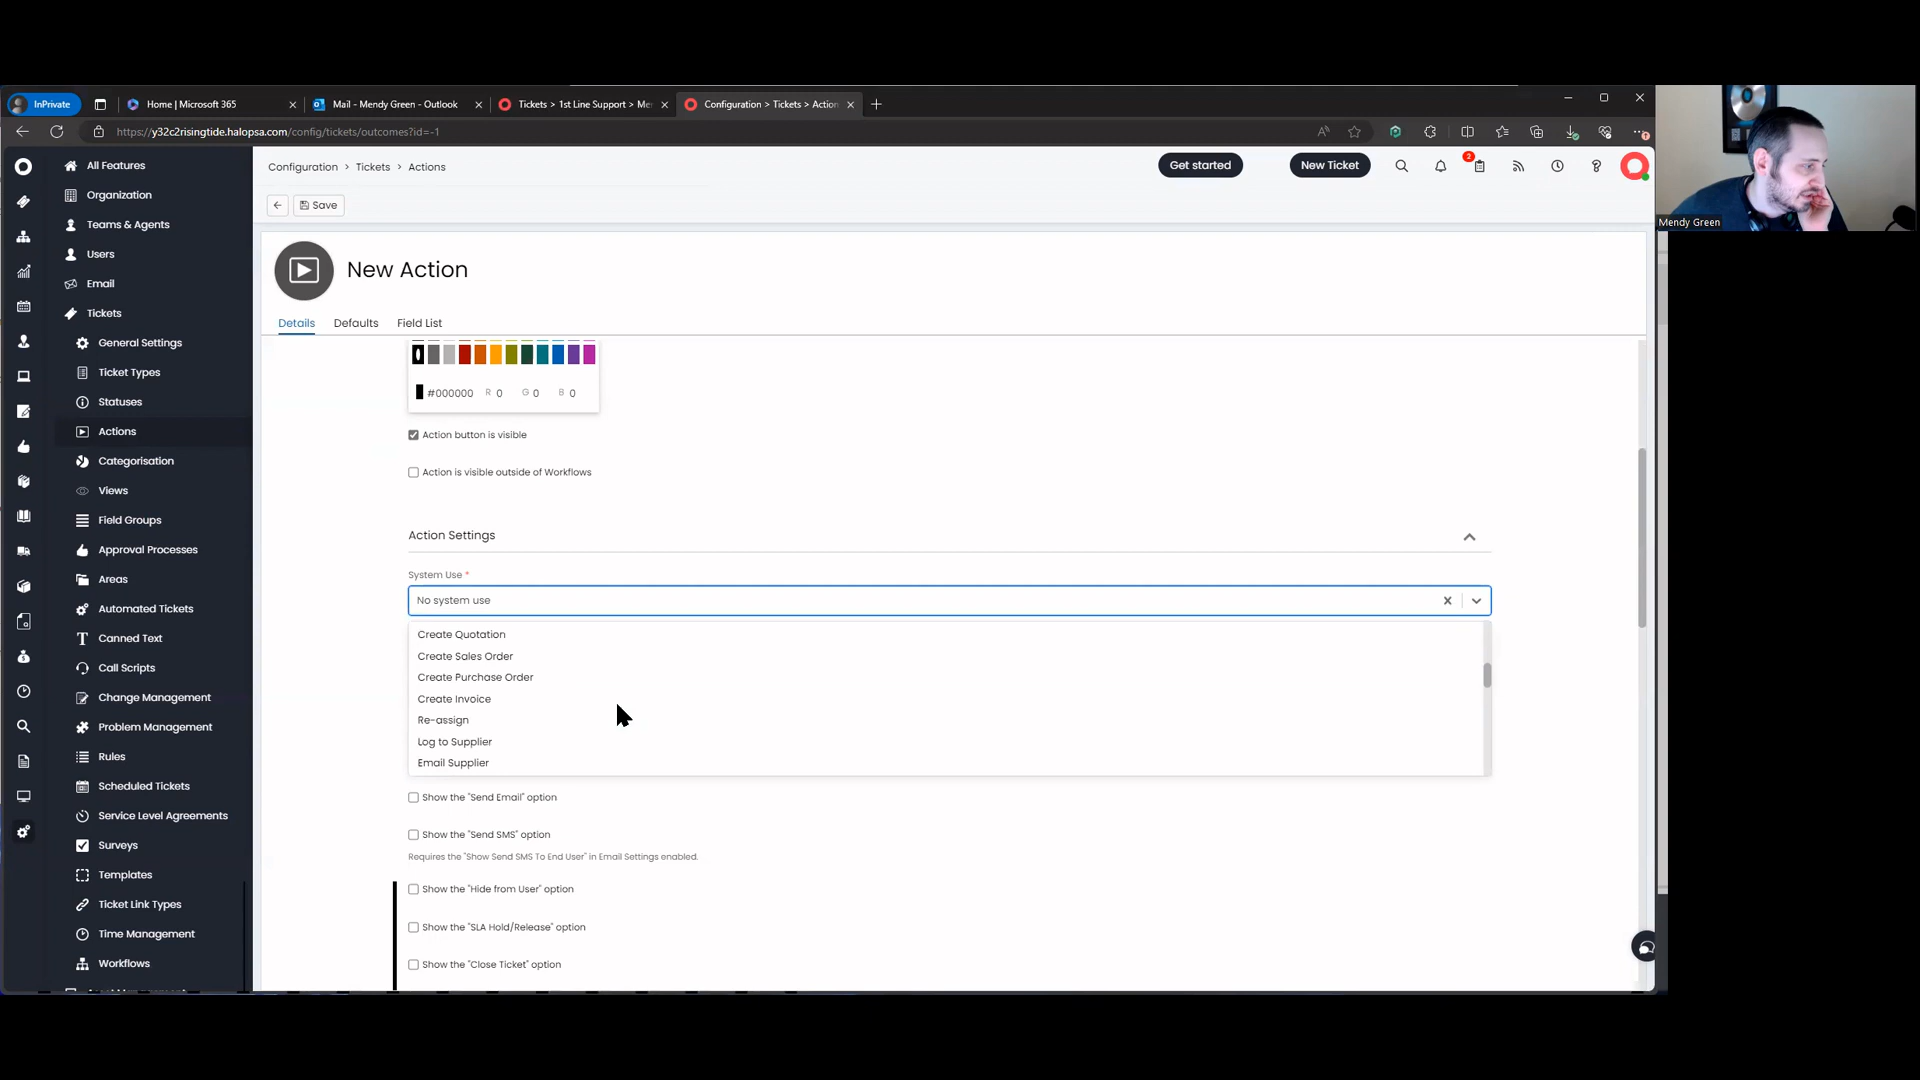 InPrivate
Home | Microsoft 365
Mail - Mendy Green - Outlook
Tickets > 1st Line Support > Me
Configuration > Tickets > Action
https://y32c2risingtide.halopsa.com/config/tickets/outcomes?id=-1
Mendy Green
All Features
Organization
Teams & Agents
Users
Email
Tickets
General Settings
Ticket Types
Statuses
Actions
Categorisation
Views
Field Groups
Approval Processes
Areas
Automated Tickets
Canned Text
Call Scripts
Change Management
Problem Management
Rules
Scheduled Tickets
Service Level Agreements
Surveys
Templates
Ticket Link Types
Time Management
Workflows
Configuration > Tickets > Actions
Get started
New Ticket
2
Save
New Action
Details Defaults Field List
#000000 R 0 G 0 B 0
Action button is visible
Action is visible outside of Workflows
Action Settings
System Use *
No system use
Create Quotation
Create Sales Order
Create Purchase Order
Create Invoice
Re-assign
Log to Supplier
Email Supplier
Show the "Send Email" option
Show the "Send SMS" option
Requires the "Show Send SMS To End User" in Email Settings enabled.
Show the "Hide from User" option
Show the "SLA Hold/Release" option
Show the "Close Ticket" option